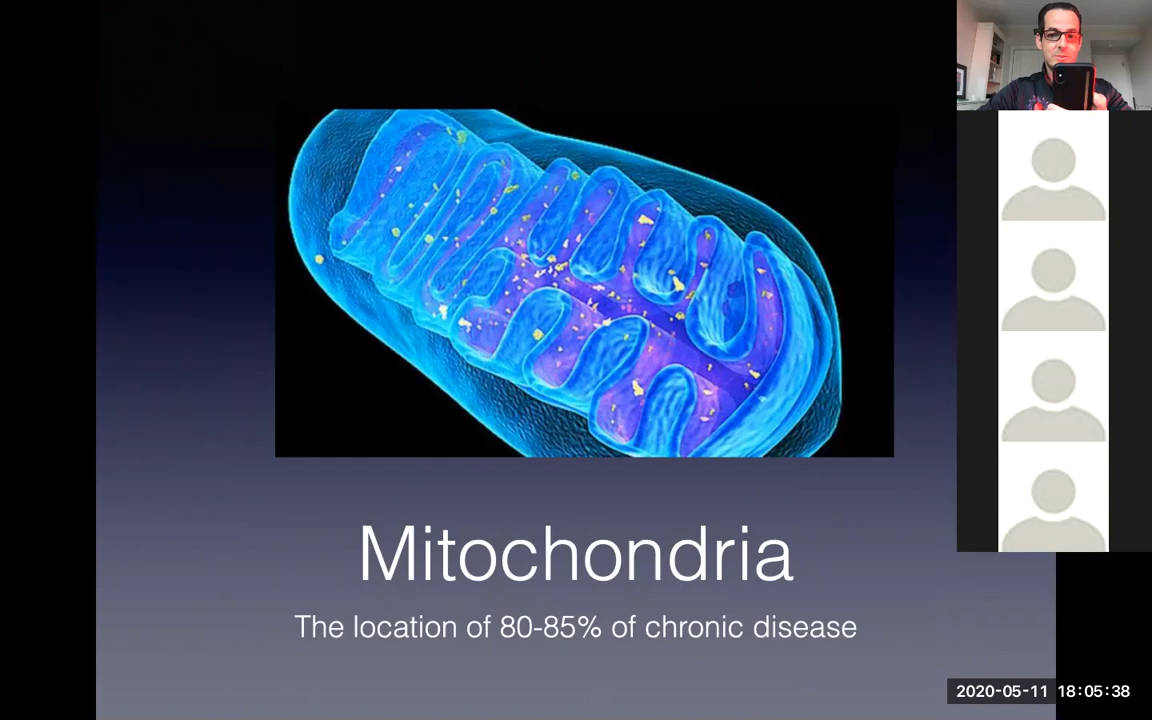 Mitochondria
The location of 80-85% of chronic disease
2020-05-11 18:05:38